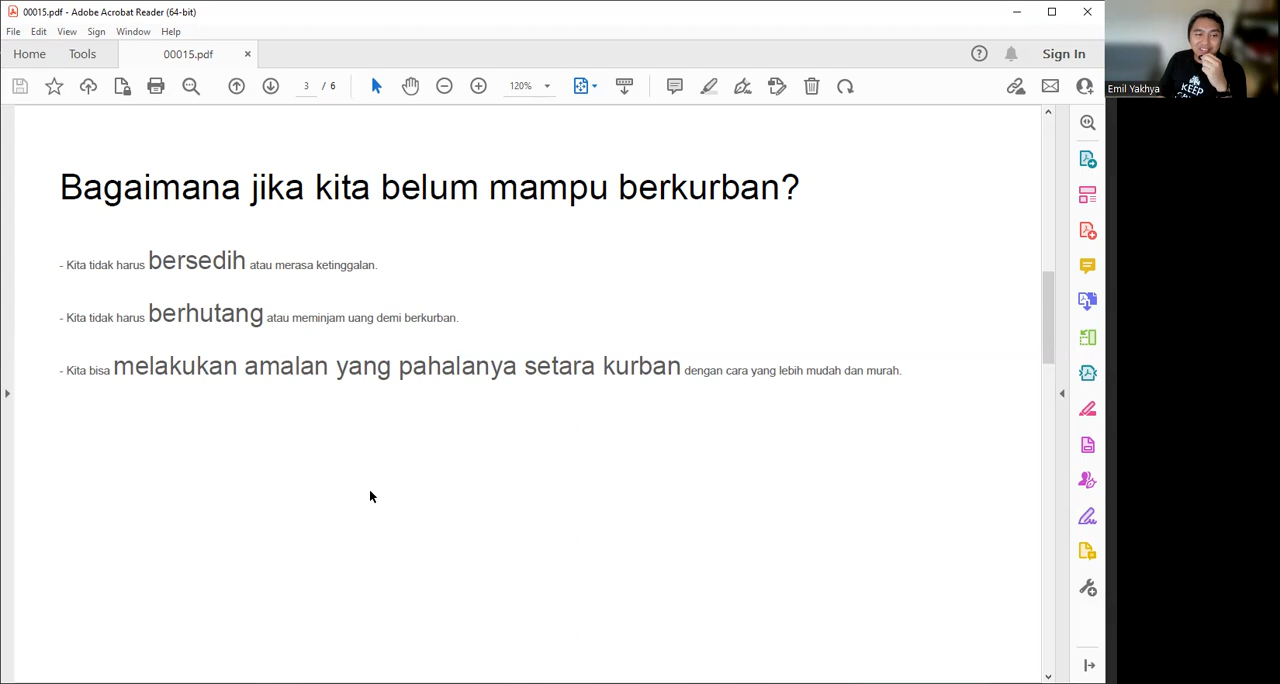 00015.pdf - Adobe Acrobat Reader (64-bit)
File Edit View Sign Window Help
Home Tools 00015.pdf × Sign In
3 / 6 120%
Emil Yakhya
KEEP
Bagaimana jika kita belum mampu berkurban?
- Kita tidak harus bersedih atau merasa ketinggalan.
- Kita tidak harus berhutang atau meminjam uang demi berkurban.
- Kita bisa melakukan amalan yang pahalanya setara kurban dengan cara yang lebih mudah dan murah.